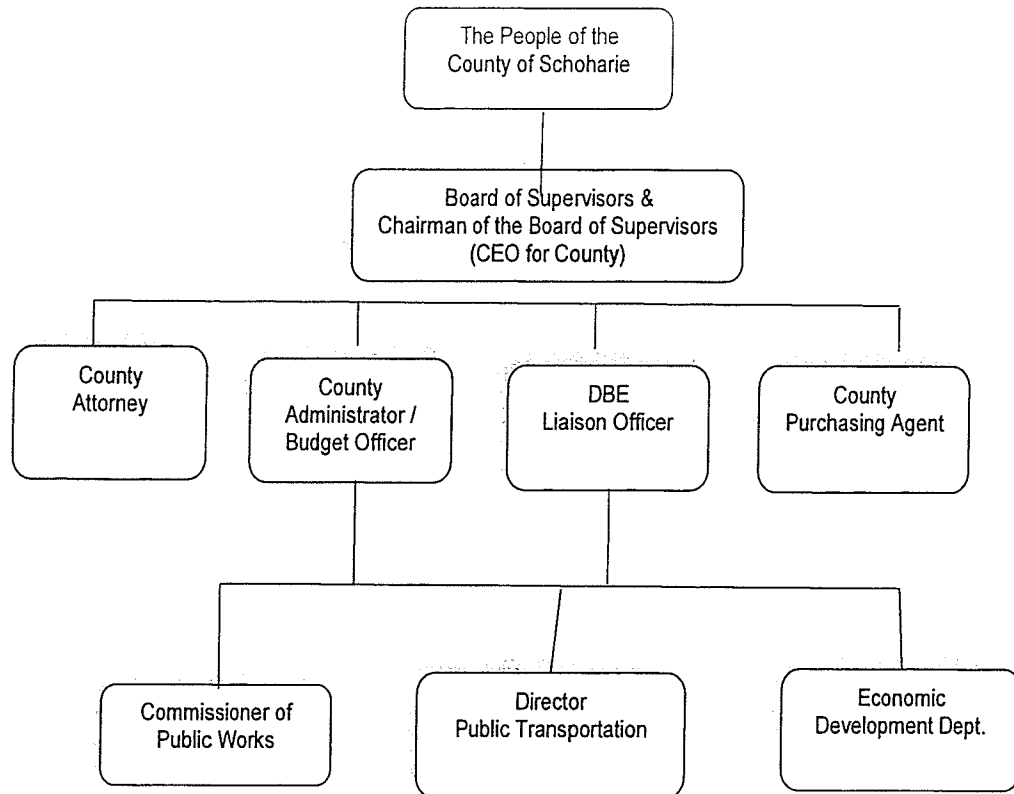 The People of the
County of Schoharie
Board of Supervisors &
Chairman of the Board of Supervisors
(CEO for County)
County
Attorney
County
Administrator /
Budget Officer
DBE
Liaison Officer
County
Purchasing Agent
Commissioner of
Public Works
Director
Public Transportation
Economic
Development Dept.